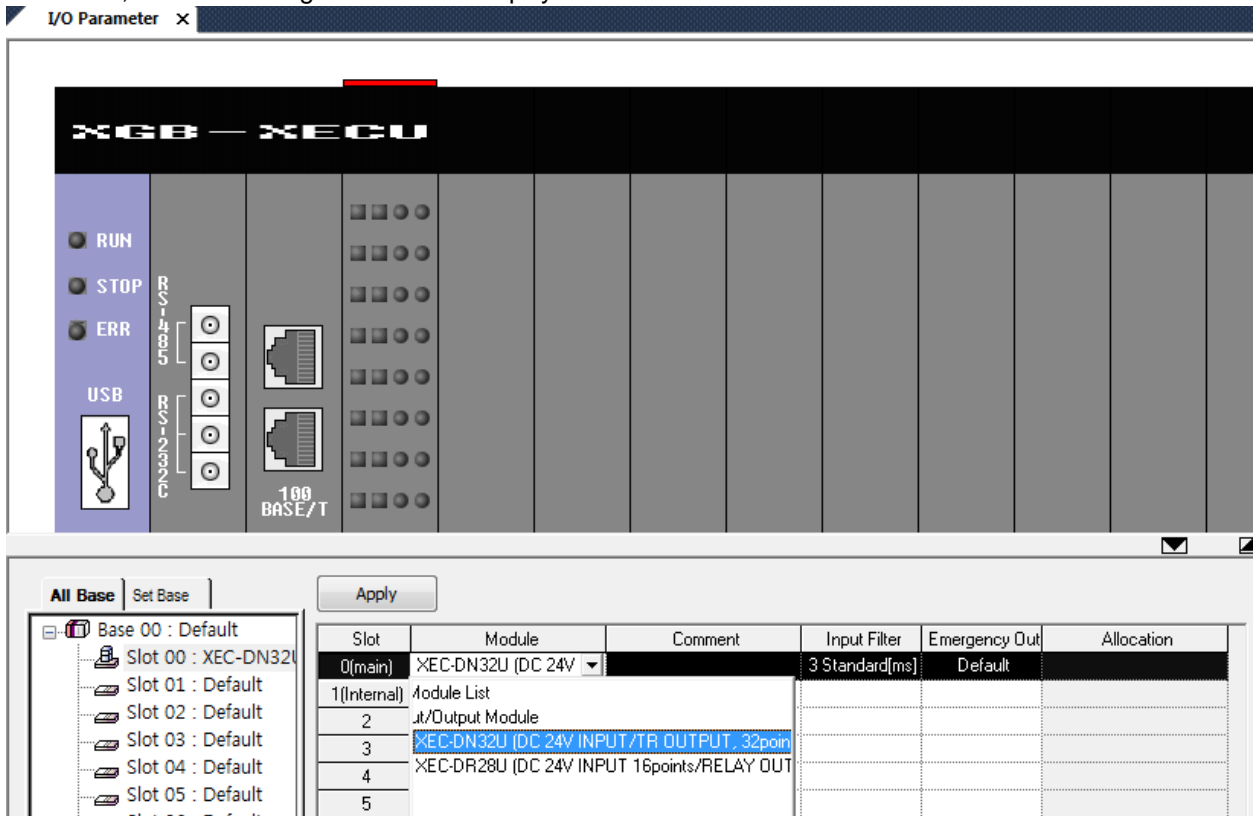 I/O Parameter ×
XGB — XECU
RUN
STOP
ERR
USB
RS-485
RS-232C
100
BASE/T
All Base Set Base
Apply
Base 00 : Default
Slot 00 : XEC-DN32U
Slot 01 : Default
Slot 02 : Default
Slot 03 : Default
Slot 04 : Default
Slot 05 : Default
Slot Module Comment Input Filter Emergency Out Allocation
0(main) XEC-DN32U (DC 24V 3 Standard[ms] Default
1(Internal) Module List
2 ut/Output Module
3 XEC-DN32U (DC 24V INPUT/TR OUTPUT, 32poin
4 XEC-DR28U (DC 24V INPUT 16points/RELAY OUT
5